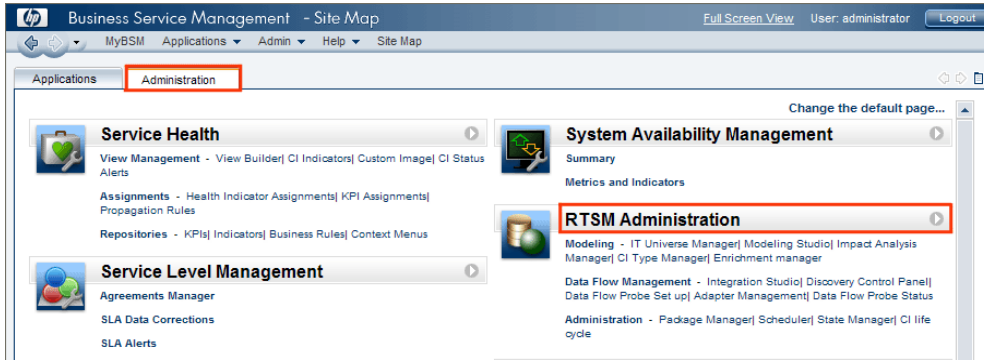 hp Business Service Management - Site Map
Full Screen View User: administrator Logout
MyBSM Applications Admin Help Site Map
Applications Administration
Change the default page...
Service Health
View Management - View Builder| CI Indicators| Custom Image| CI Status
Alerts
Assignments - Health Indicator Assignments| KPI Assignments|
Propagation Rules
Repositories - KPIs| Indicators| Business Rules| Context Menus
Service Level Management
Agreements Manager
SLA Data Corrections
SLA Alerts
System Availability Management
Summary
Metrics and Indicators
RTSM Administration
Modeling - IT Universe Manager| Modeling Studio| Impact Analysis
Manager| CI Type Manager| Enrichment manager
Data Flow Management - Integration Studio| Discovery Control Panel|
Data Flow Probe Set up| Adapter Management| Data Flow Probe Status
Administration - Package Manager| Scheduler| State Manager| CI life
cycle